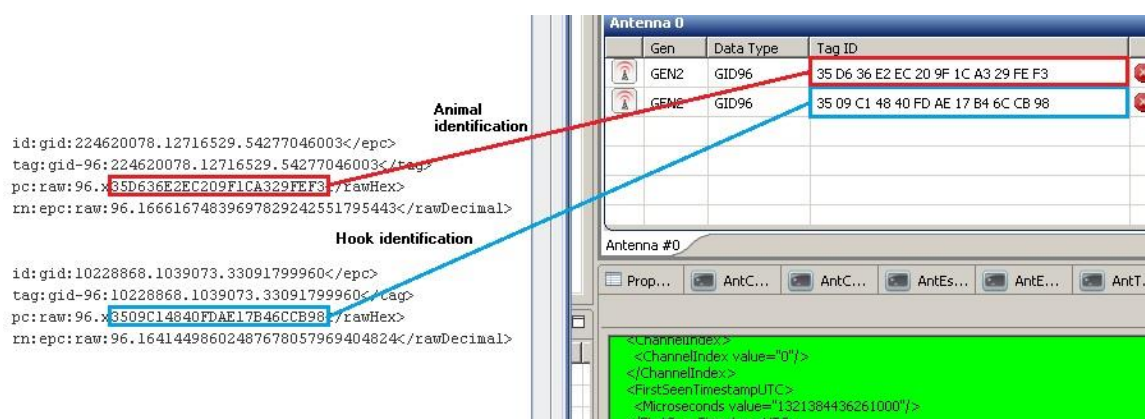 Animal
identification
id:gid:224620078.12716529.54277046003</epc>
tag:gid-96:224620078.12716529.54277046003</tag>
pc:raw:96.x35D636E2EC209F1CA329FEF3</rawHex>
rn:epc:raw:96.16661674839697829242551795443</rawDecimal>
Hook identification
id:gid:10228868.1039073.33091799960</epc>
tag:gid-96:10228868.1039073.33091799960</tag>
pc:raw:96.x3509C14840FDAE17B46CCB98</rawHex>
rn:epc:raw:96.16414498602487678057969404824</rawDecimal>
Antenna 0
Gen Data Type Tag ID
GEN2 GID96 35 D6 36 E2 EC 20 9F 1C A3 29 FE F3
GEN2 GID96 35 09 C1 48 40 FD AE 17 B4 6C CB 98
Antenna #0
Prop... AntC... AntC... AntEs... AntE... AntT.
<ChannelIndex>
<ChannelIndex value="0"/>
</ChannelIndex>
<FirstSeenTimestampUTC>
<Microseconds value="1321384436261000"/>